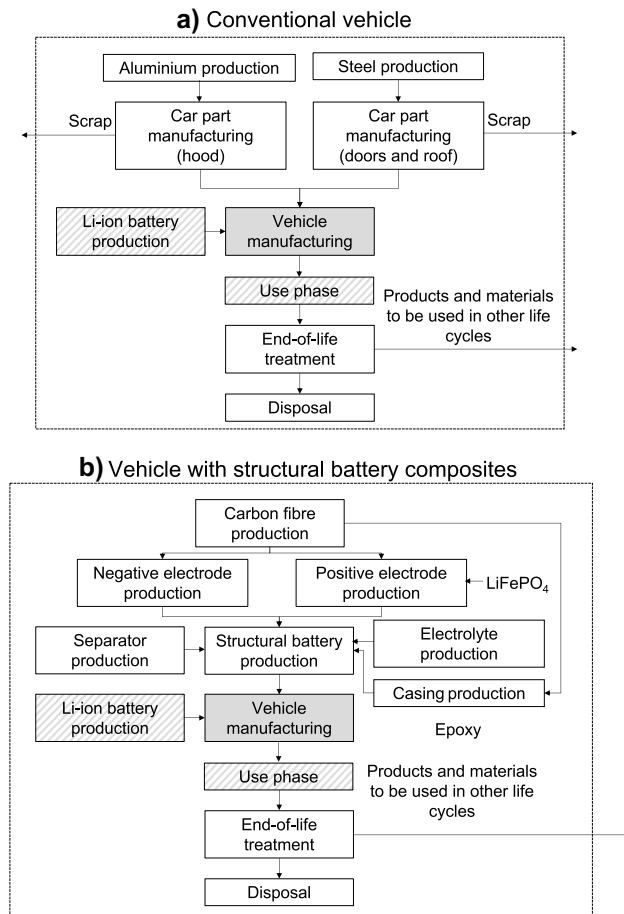 a) Conventional vehicle
Aluminium production
Steel production
Scrap
Car part
manufacturing
(hood)
Car part
manufacturing
(doors and roof)
Scrap
Li-ion battery
production
Vehicle
manufacturing
Use phase
Products and materials
to be used in other life
cycles
End-of-life
treatment
Disposal
b) Vehicle with structural battery composites
Carbon fibre
production
Negative electrode
production
Positive electrode
production
LiFePO₄
Separator
production
Structural battery
production
Electrolyte
production
Casing production
Li-ion battery
production
Vehicle
manufacturing
Epoxy
Use phase
Products and materials
to be used in other life
cycles
End-of-life
treatment
Disposal